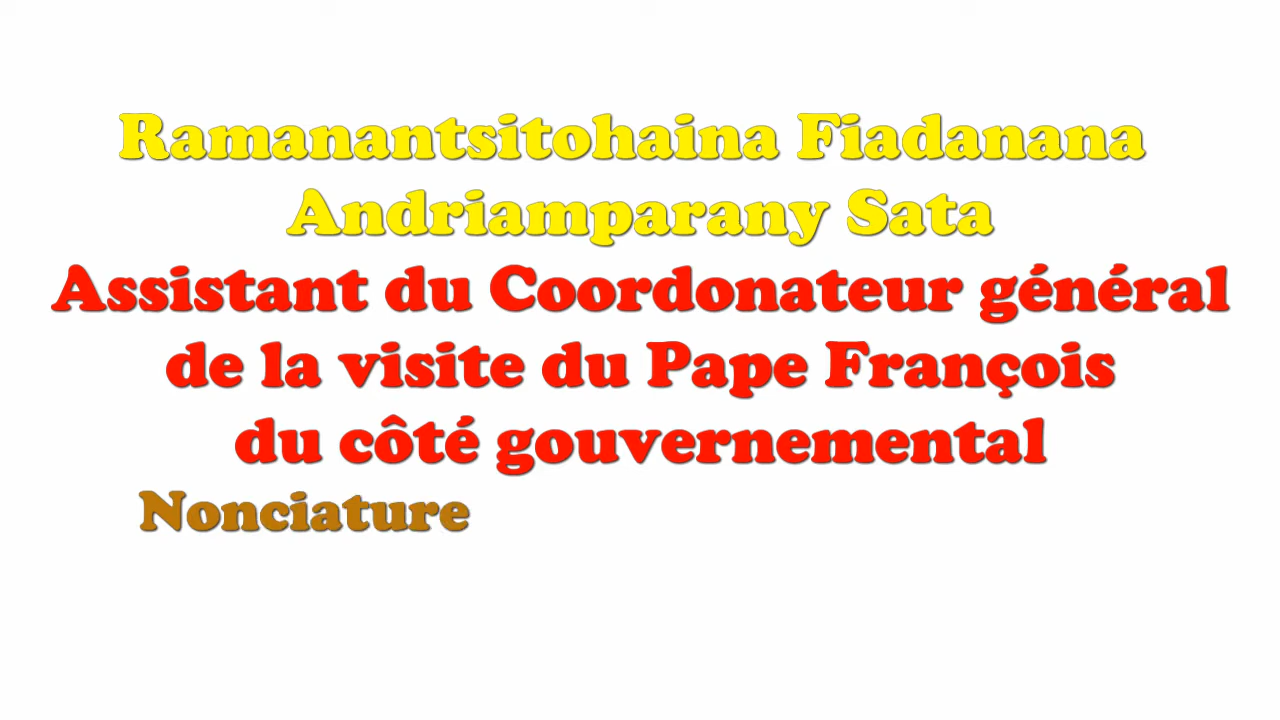 Ramanantsitohaina Fiadanana
Andriamparany Sata
Assistant du Coordonateur général
de la visite du Pape François
du côté gouvernemental
Nonciature